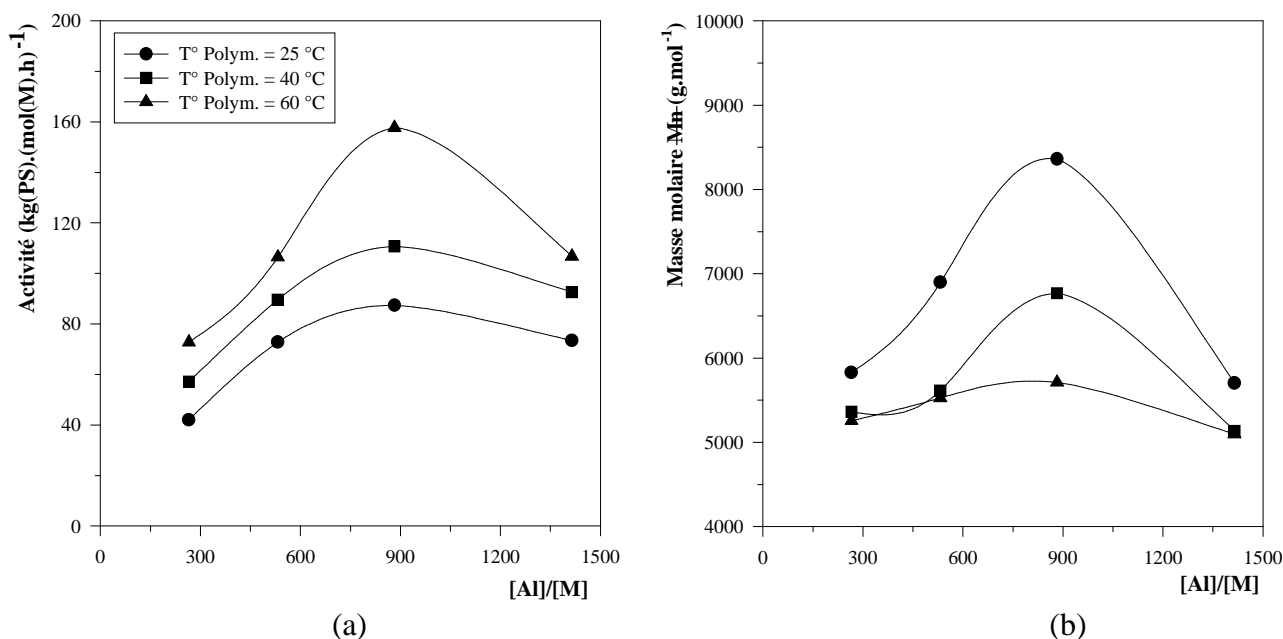 Activité (kg(PS).(mol(M).h)⁻¹
200
160
120
80
40
0
T° Polym. = 25 °C
T° Polym. = 40 °C
T° Polym. = 60 °C
0 300 600 900 1200 1500
[Al]/[M]
(a)
Masse molaire Mn (g.mol⁻¹)
10000
9000
8000
7000
6000
5000
4000
0 300 600 900 1200 1500
[Al]/[M]
(b)